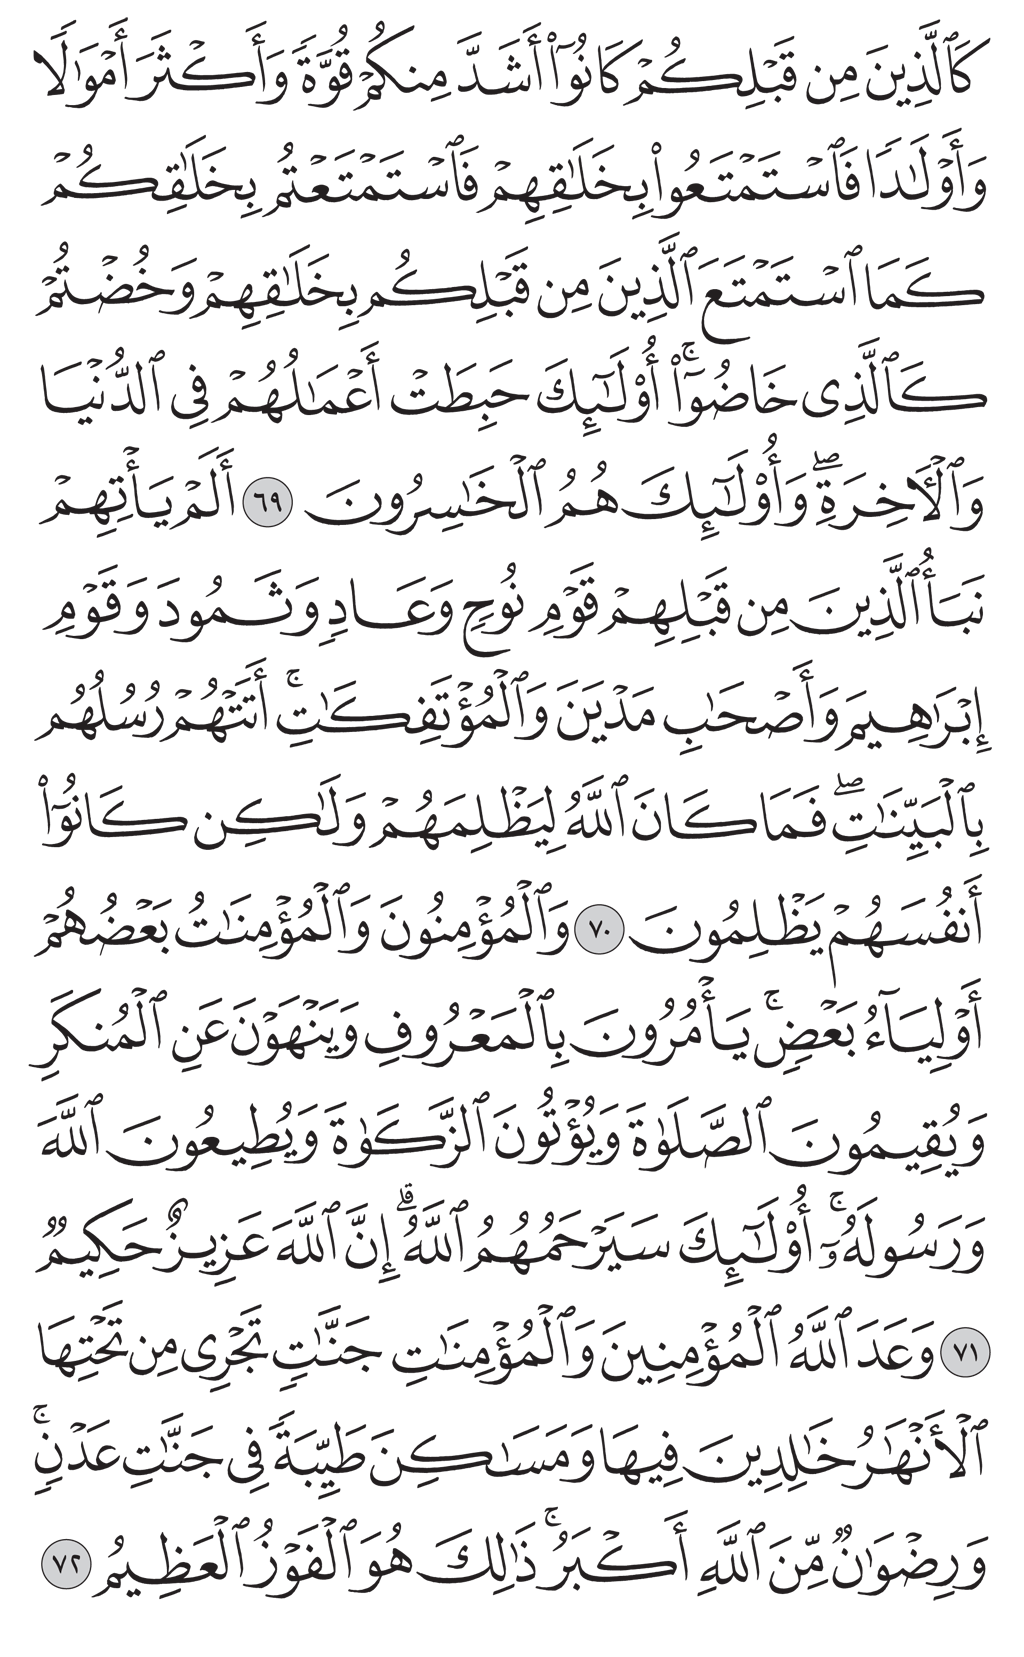 كَٱلَّذِينَ مِن قَبۡلِكُمۡ كَانُوٓاْ أَشَدَّ مِنكُمۡ قُوَّةٗ وَأَكۡثَرَ أَمۡوَٰلٗا
وَأَوۡلَٰدٗا فَٱسۡتَمۡتَعُواْ بِخَلَٰقِهِمۡ فَٱسۡتَمۡتَعۡتُم بِخَلَٰقِكُمۡ
كَمَا ٱسۡتَمۡتَعَ ٱلَّذِينَ مِن قَبۡلِكُم بِخَلَٰقِهِمۡ وَخُضۡتُمۡ
كَٱلَّذِي خَاضُوٓاْۚ أُوْلَٰٓئِكَ حَبِطَتۡ أَعۡمَٰلُهُمۡ فِي ٱلدُّنۡيَا
وَٱلۡأٓخِرَةِۖ وَأُوْلَٰٓئِكَ هُمُ ٱلۡخَٰسِرُونَ ٦٩ أَلَمۡ يَأۡتِهِمۡ
نَبَأُ ٱلَّذِينَ مِن قَبۡلِهِمۡ قَوۡمِ نُوحٖ وَعَادٖ وَثَمُودَ وَقَوۡمِ
إِبۡرَٰهِيمَ وَأَصۡحَٰبِ مَدۡيَنَ وَٱلۡمُؤۡتَفِكَٰتِۚ أَتَتۡهُمۡ رُسُلُهُم
بِٱلۡبَيِّنَٰتِۖ فَمَا كَانَ ٱللَّهُ لِيَظۡلِمَهُمۡ وَلَٰكِن كَانُوٓاْ
أَنفُسَهُمۡ يَظۡلِمُونَ ٧٠ وَٱلۡمُؤۡمِنُونَ وَٱلۡمُؤۡمِنَٰتُ بَعۡضُهُمۡ
أَوۡلِيَآءُ بَعۡضٖۚ يَأۡمُرُونَ بِٱلۡمَعۡرُوفِ وَيَنۡهَوۡنَ عَنِ ٱلۡمُنكَرِ
وَيُقِيمُونَ ٱلصَّلَوٰةَ وَيُؤۡتُونَ ٱلزَّكَوٰةَ وَيُطِيعُونَ ٱللَّهَ
وَرَسُولَهُۥٓۚ أُوْلَٰٓئِكَ سَيَرۡحَمُهُمُ ٱللَّهُۗ إِنَّ ٱللَّهَ عَزِيزٌ حَكِيمٞ
٧١ وَعَدَ ٱللَّهُ ٱلۡمُؤۡمِنِينَ وَٱلۡمُؤۡمِنَٰتِ جَنَّٰتٖ تَجۡرِي مِن تَحۡتِهَا
ٱلۡأَنۡهَٰرُ خَٰلِدِينَ فِيهَا وَمَسَٰكِنَ طَيِّبَةٗ فِي جَنَّٰتِ عَدۡنٖۚ
وَرِضۡوَٰنٞ مِّنَ ٱللَّهِ أَكۡبَرُۚ ذَٰلِكَ هُوَ ٱلۡفَوۡزُ ٱلۡعَظِيمُ ٧٢